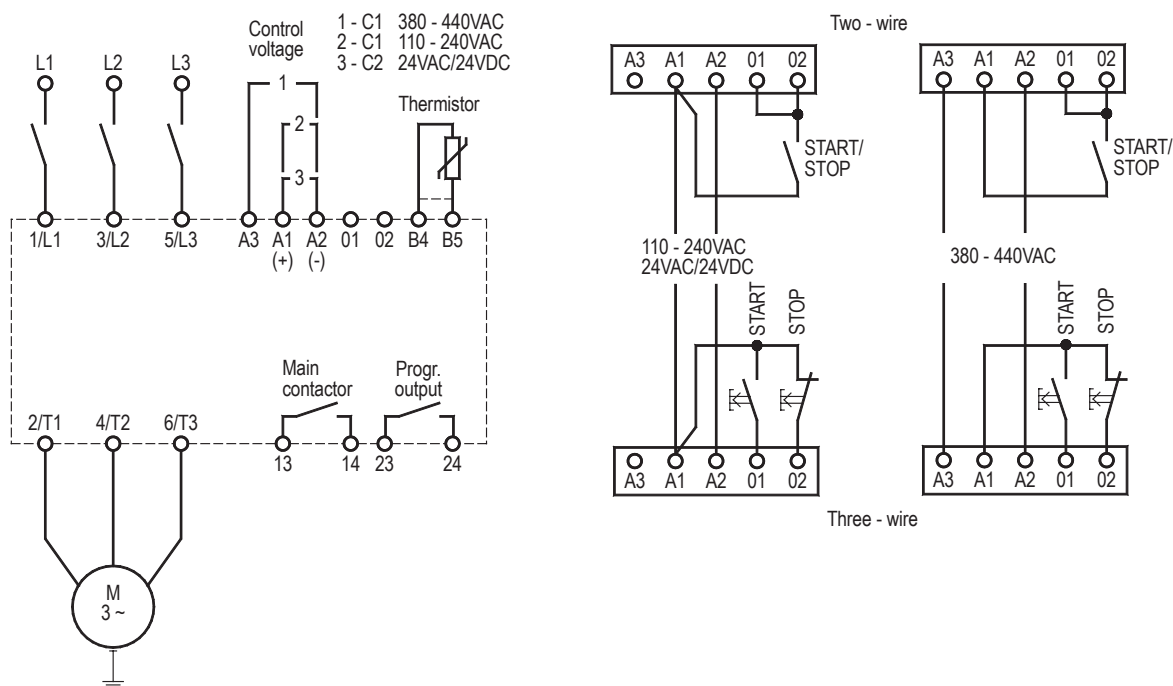 Control
voltage
1 - C1 380 - 440VAC
2 - C1 110 - 240VAC
3 - C2 24VAC/24VDC
L1 L2 L3
1
2
3
Thermistor
1/L1 3/L2 5/L3 A3 A1 A2 01 02 B4 B5
(+) (-)
Main
contactor
Progr.
output
2/T1 4/T2 6/T3
13 14 23 24
M
3 ~
Two - wire
A3 A1 A2 01 02
START/
STOP
A3 A1 A2 01 02
START/
STOP
110 - 240VAC
24VAC/24VDC
380 - 440VAC
START
STOP
START
STOP
A3 A1 A2 01 02
A3 A1 A2 01 02
Three - wire